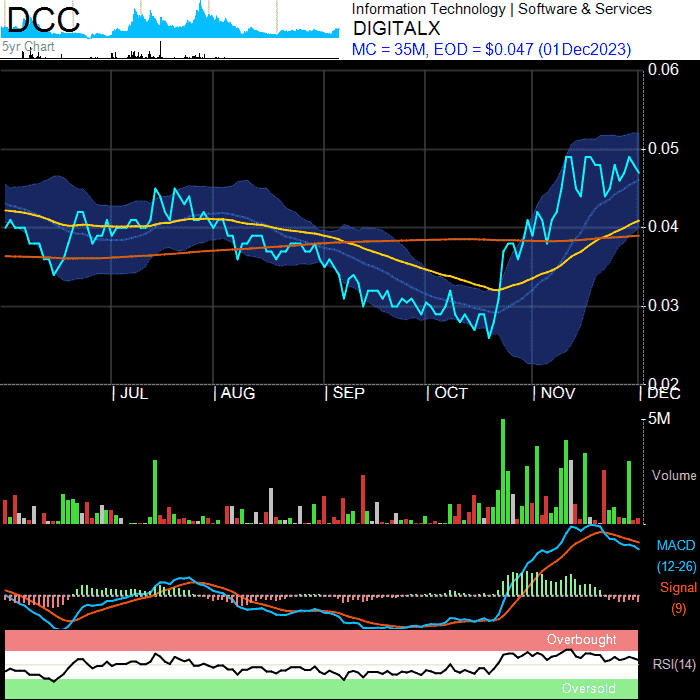 DCC
5yr Chart
Information Technology | Software & Services
DIGITALX
MC = 35M, EOD = $0.047 (01Dec2023)
0.06
0.05
0.04
0.03
0.02
| JUL
| AUG
| SEP
| OCT
| NOV
| DEC
5M
Volume
MACD
(12-26)
Signal
(9)
Overbought
RSI(14)
Oversold